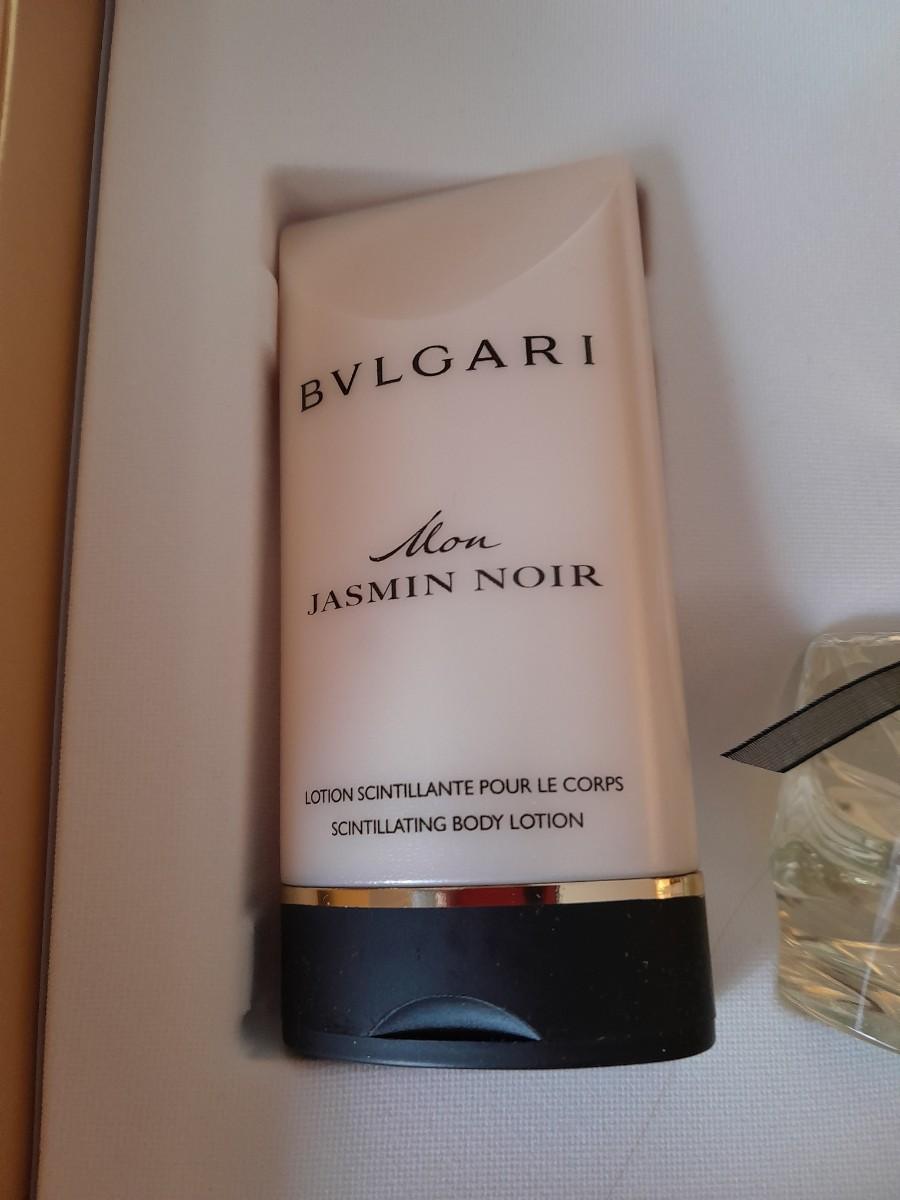 BVLGARI
Mon
JASMIN NOIR
LOTION SCINTILLANTE POUR LE CORPS
SCINTILLATING BODY LOTION